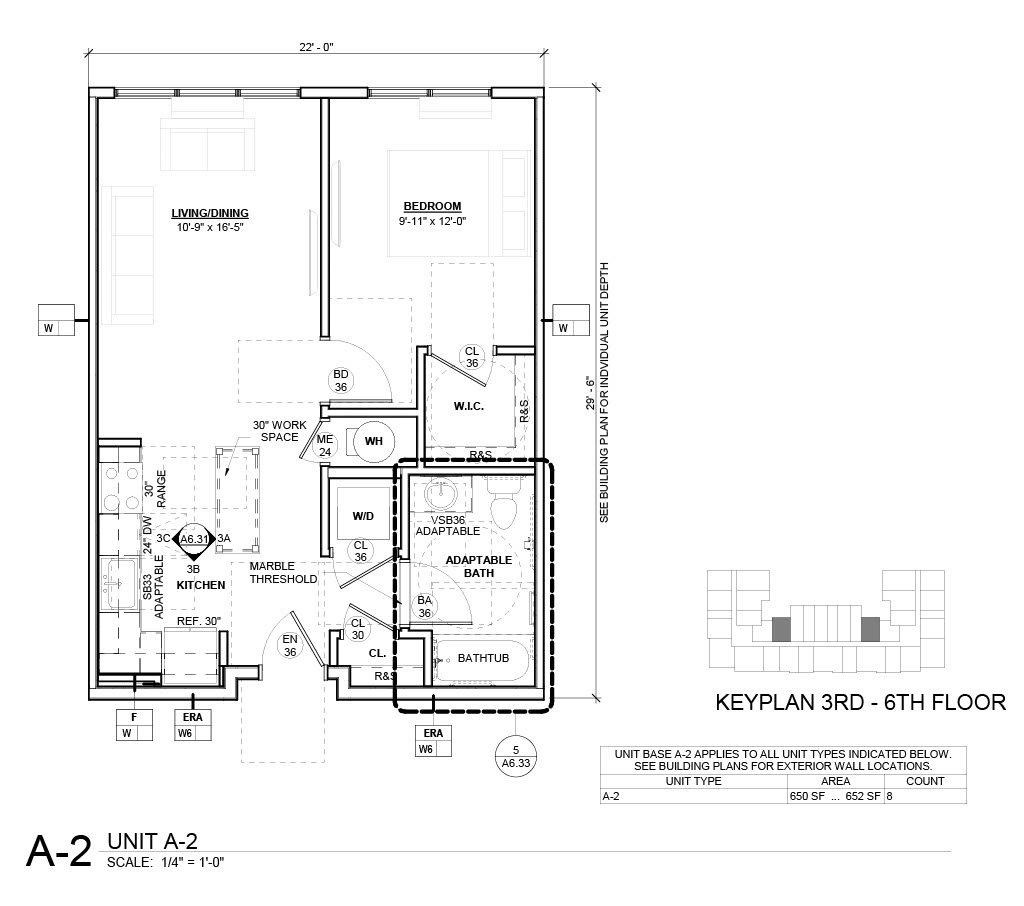 22' - 0"
LIVING/DINING
10'-9" x 16'-5"
BEDROOM
9'-11" x 12'-0"
W
W
29' - 6"
SEE BUILDING PLAN FOR INDIVIDUAL UNIT DEPTH
CL
36
BD
36
W.I.C.
R&S
R&S
30" WORK
SPACE
ME
24
WH
30"
RANGE
W/D
VSB36
ADAPTABLE
24" DW
3C
A6.31
3A
3B
CL
36
ADAPTABLE
BATH
SB33
ADAPTABLE
KITCHEN
MARBLE
THRESHOLD
BA
36
REF. 30"
EN
36
CL
30
CL.
R&S
BATHTUB
F
W
ERA
W6
ERA
W6
5
A6.33
KEYPLAN 3RD - 6TH FLOOR
UNIT BASE A-2 APPLIES TO ALL UNIT TYPES INDICATED BELOW.
SEE BUILDING PLANS FOR EXTERIOR WALL LOCATIONS.
UNIT TYPE AREA COUNT
A-2 650 SF ... 652 SF 8
A-2 UNIT A-2
SCALE: 1/4" = 1'-0"